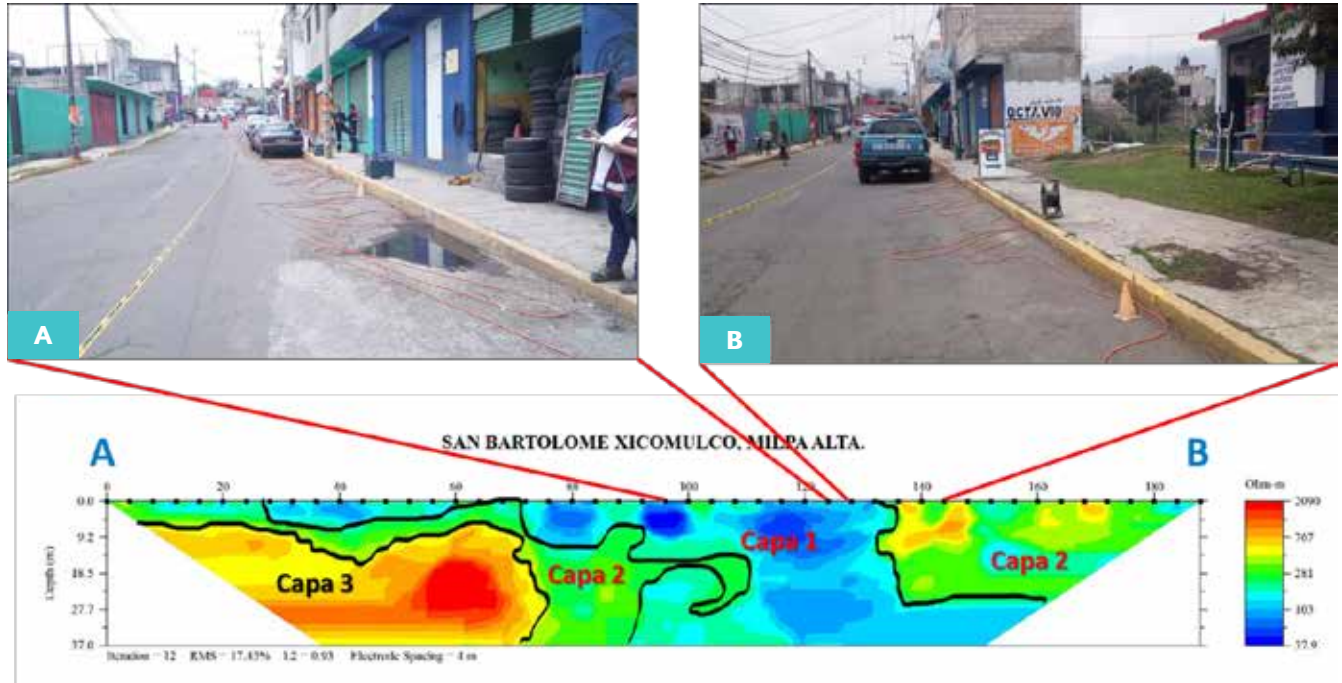 OCTAVIO
A
B
SAN BARTOLOME XICOMULCO, MILPA ALTA.
A
B
0 20 40 60 80 100 120 140 160 180
Ohm-m
0.0
9.2
18.5
27.7
37.0
Depth (m)
Capa 3
Capa 2
Capa 1
Capa 2
2090
767
281
103
37.9
Iteration = 12 RMS = 17.43% L2 = 0.93 Electrode Spacing = 4 m